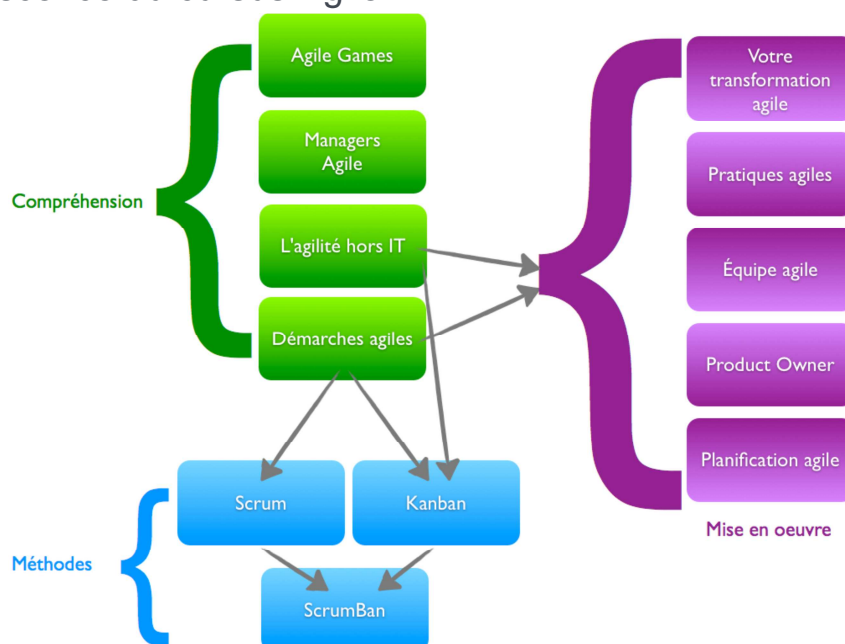 Agile Games
Managers
Agile
Compréhension
L'agilité hors IT
Démarches agiles
Votre
transformation
agile
Pratiques agiles
Équipe agile
Product Owner
Planification agile
Mise en oeuvre
Scrum
Kanban
Méthodes
ScrumBan